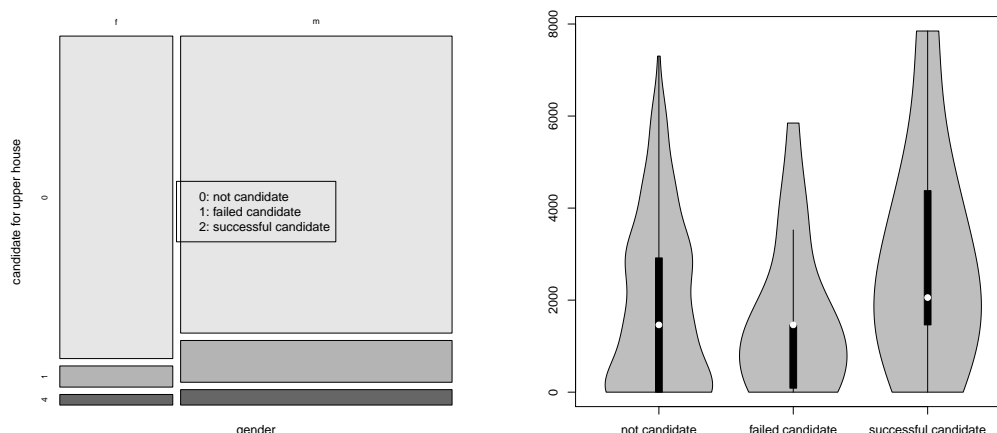 f
m
candidate for upper house
0
1
4
0: not candidate
1: failed candidate
2: successful candidate
gender
8000
6000
4000
2000
0
not candidate
failed candidate
successful candidate